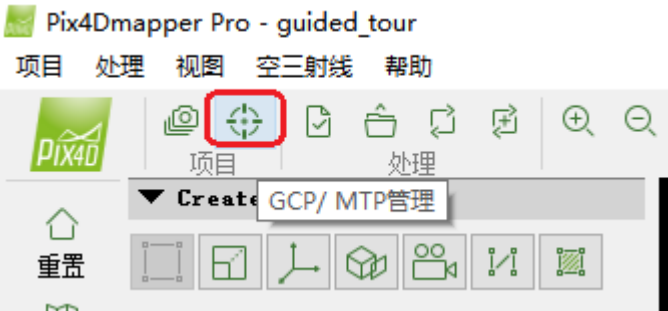 Pix4Dmapper Pro - guided_tour
项目 处理 视图 空三射线 帮助
PIX4D
项目 处理
Create
GCP/ MTP管理
重置